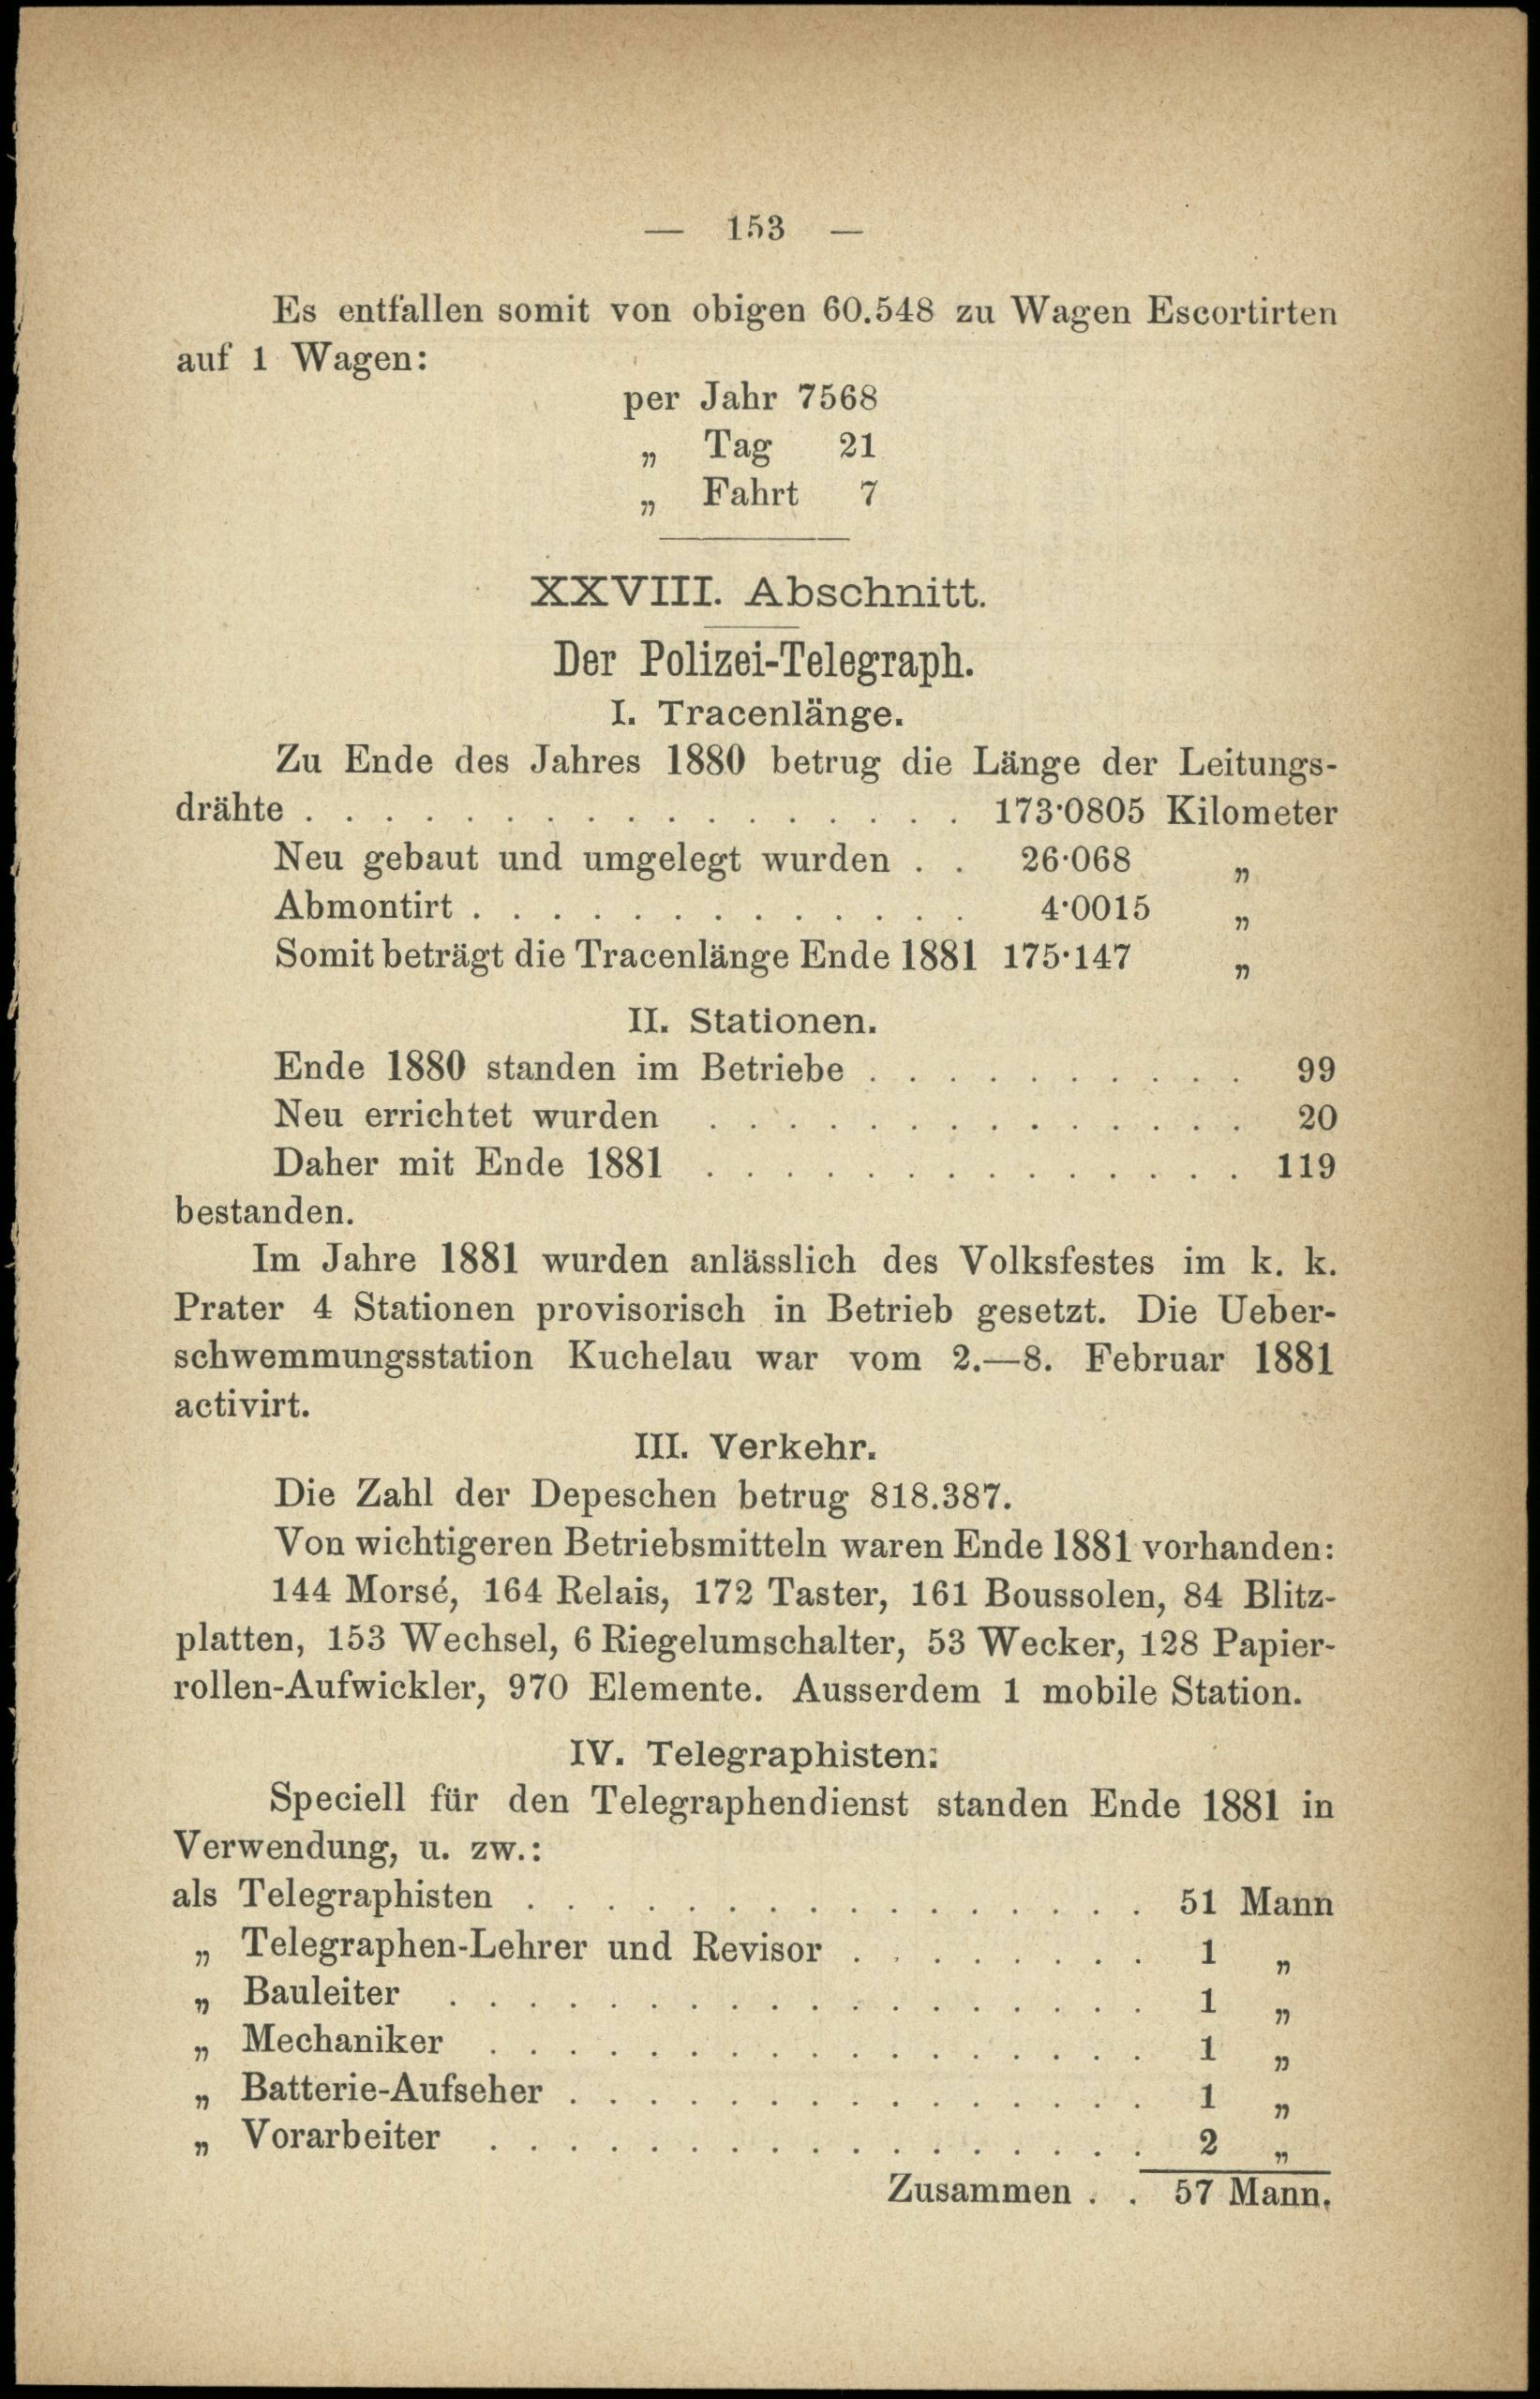 — 153 —
Es entfallen somit von obigen 60.548 zu Wagen Escortirten
auf 1 Wagen:
per Jahr 7568
„ Tag 21
„ Fahrt 7
XXVIII. Abschnitt.
Der Polizei-Telegraph.
I. Tracenlänge.
Zu Ende des Jahres 1880 betrug die Länge der Leitungs-
drähte . . . . . . . . . . . . . . . . . 173·0805 Kilometer
Neu gebaut und umgelegt wurden . . 26·068 „
Abmontirt . . . . . . . . . . . . . 4·0015 „
Somit beträgt die Tracenlänge Ende 1881 175·147 „
II. Stationen.
Ende 1880 standen im Betriebe . . . . . . . . . . 99
Neu errichtet wurden . . . . . . . . . . . . . . 20
Daher mit Ende 1881 . . . . . . . . . . . . . . 119
bestanden.
Im Jahre 1881 wurden anlässlich des Volksfestes im k. k.
Prater 4 Stationen provisorisch in Betrieb gesetzt. Die Ueber-
schwemmungsstation Kuchelau war vom 2.—8. Februar 1881
activirt.
III. Verkehr.
Die Zahl der Depeschen betrug 818.387.
Von wichtigeren Betriebsmitteln waren Ende 1881 vorhanden:
144 Morsé, 164 Relais, 172 Taster, 161 Boussolen, 84 Blitz-
platten, 153 Wechsel, 6 Riegelumschalter, 53 Wecker, 128 Papier-
rollen-Aufwickler, 970 Elemente. Ausserdem 1 mobile Station.
IV. Telegraphisten:
Speciell für den Telegraphendienst standen Ende 1881 in
Verwendung, u. zw.:
als Telegraphisten . . . . . . . . . . . . . . . . 51 Mann
„ Telegraphen-Lehrer und Revisor . . . . . . . . 1 „
„ Bauleiter . . . . . . . . . . . . . . . . . . 1 „
„ Mechaniker . . . . . . . . . . . . . . . . . 1 „
„ Batterie-Aufseher . . . . . . . . . . . . . . . 1 „
„ Vorarbeiter . . . . . . . . . . . . . . . . . 2 „
Zusammen . . 57 Mann.